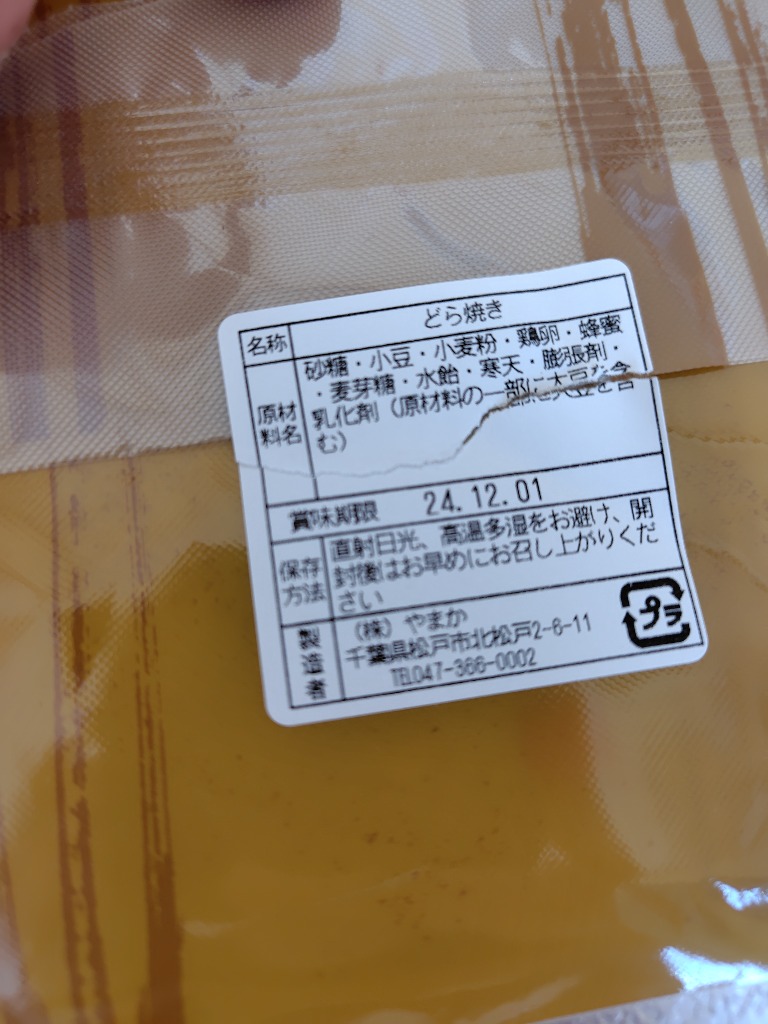 名称 どら焼き
原材料名 砂糖・小豆・小麦粉・鶏卵・蜂蜜
・麦芽糖・水飴・寒天・膨張剤・
乳化剤（原材料の一部に大豆を含
む）
賞味期限 24.12.01
保存方法 直射日光、高温多湿をお避け、開
封後はお早めにお召し上がりくだ
さい
製造者 （株）やまか
千葉県松戸市北松戸2-6-11
TEL047-366-0002
プラ